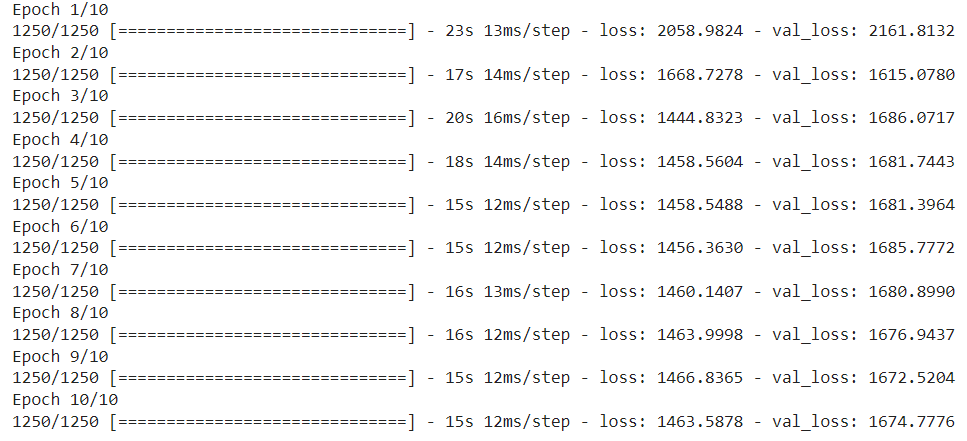 Epoch 1/10
1250/1250 [==============================] - 23s 13ms/step - loss: 2058.9824 - val_loss: 2161.8132
Epoch 2/10
1250/1250 [==============================] - 17s 14ms/step - loss: 1668.7278 - val_loss: 1615.0780
Epoch 3/10
1250/1250 [==============================] - 20s 16ms/step - loss: 1444.8323 - val_loss: 1686.0717
Epoch 4/10
1250/1250 [==============================] - 18s 14ms/step - loss: 1458.5604 - val_loss: 1681.7443
Epoch 5/10
1250/1250 [==============================] - 15s 12ms/step - loss: 1458.5488 - val_loss: 1681.3964
Epoch 6/10
1250/1250 [==============================] - 15s 12ms/step - loss: 1456.3630 - val_loss: 1685.7772
Epoch 7/10
1250/1250 [==============================] - 16s 13ms/step - loss: 1460.1407 - val_loss: 1680.8990
Epoch 8/10
1250/1250 [==============================] - 16s 12ms/step - loss: 1463.9998 - val_loss: 1676.9437
Epoch 9/10
1250/1250 [==============================] - 15s 12ms/step - loss: 1466.8365 - val_loss: 1672.5204
Epoch 10/10
1250/1250 [==============================] - 15s 12ms/step - loss: 1463.5878 - val_loss: 1674.7776